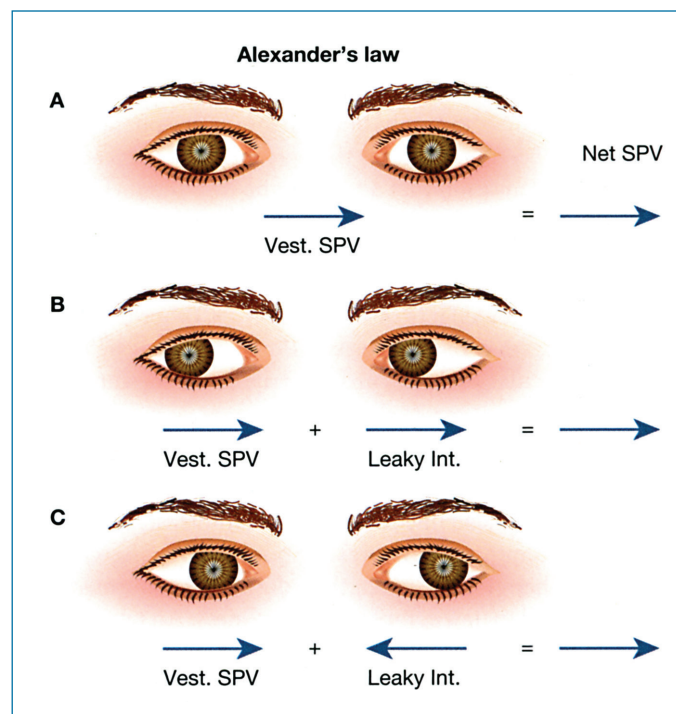 Alexander's law
A
Net SPV
=
Vest. SPV
B
+ =
Vest. SPV Leaky Int.
C
+ =
Vest. SPV Leaky Int.